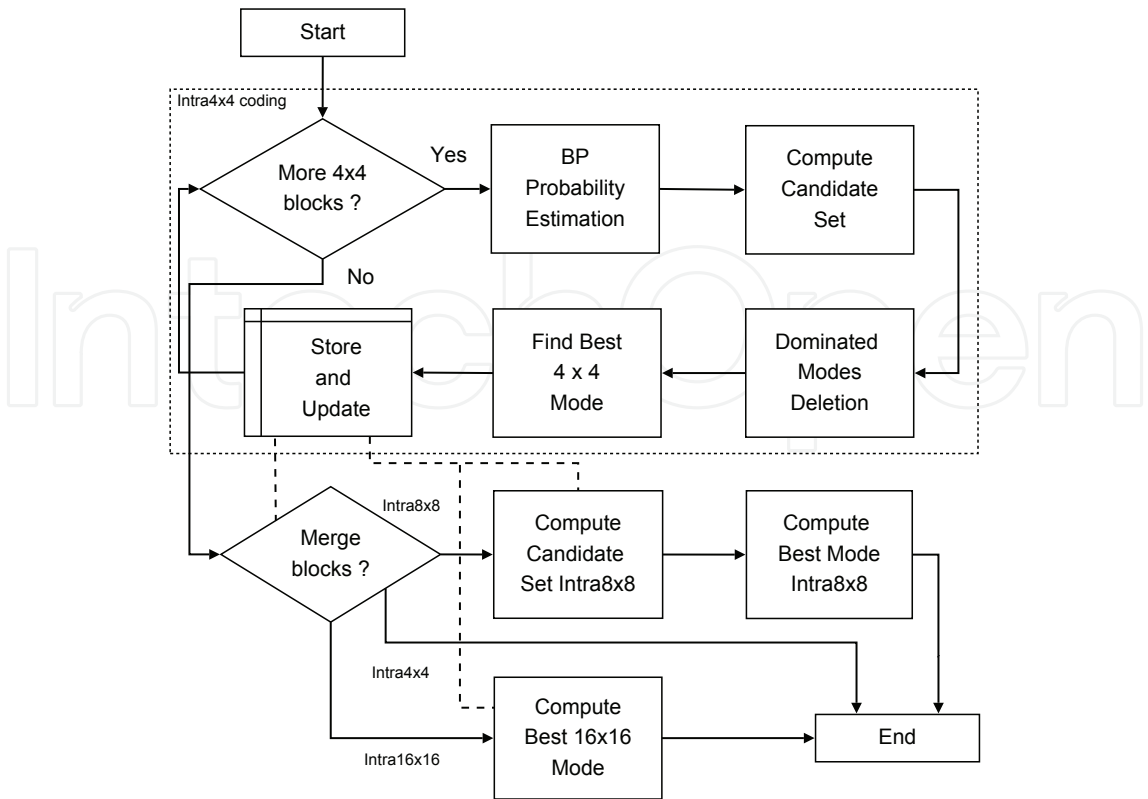 Start
Intra4x4 coding
More 4x4
blocks ?
Yes
No
BP
Probability
Estimation
Compute
Candidate
Set
Store
and
Update
Find Best
4 x 4
Mode
Dominated
Modes
Deletion
Merge
blocks ?
Intra8x8
Compute
Candidate
Set Intra8x8
Compute
Best Mode
Intra8x8
Intra4x4
Intra16x16
Compute
Best 16x16
Mode
End
IntechOpen